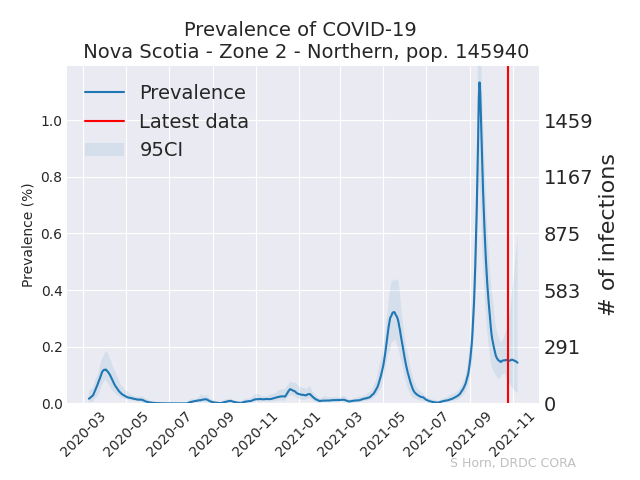 Prevalence of COVID-19
Nova Scotia - Zone 2 - Northern, pop. 145940
Prevalence
Latest data
95CI
Prevalence (%)
1.0
0.8
0.6
0.4
0.2
0.0
1459
1167
875
583
291
0
# of infections
2020-03
2020-05
2020-07
2020-09
2020-11
2021-01
2021-03
2021-05
2021-07
2021-09
2021-11
S Horn, DRDC CORA